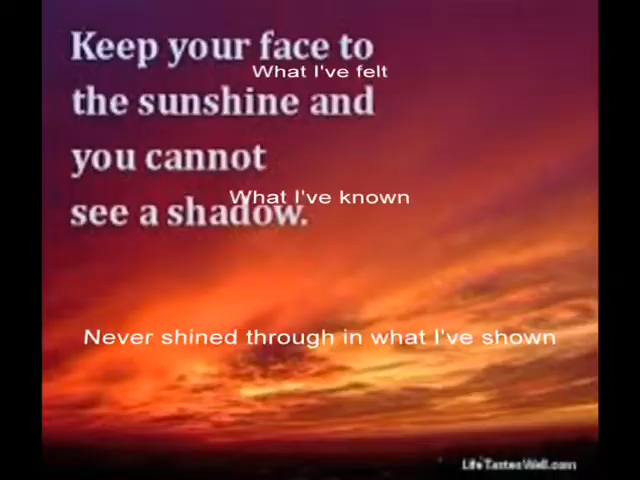 Keep your face to
What I've felt
the sunshine and
you cannot
What I've known
see a shadow.
Never shined through in what I've shown
LifeTastesWell.com